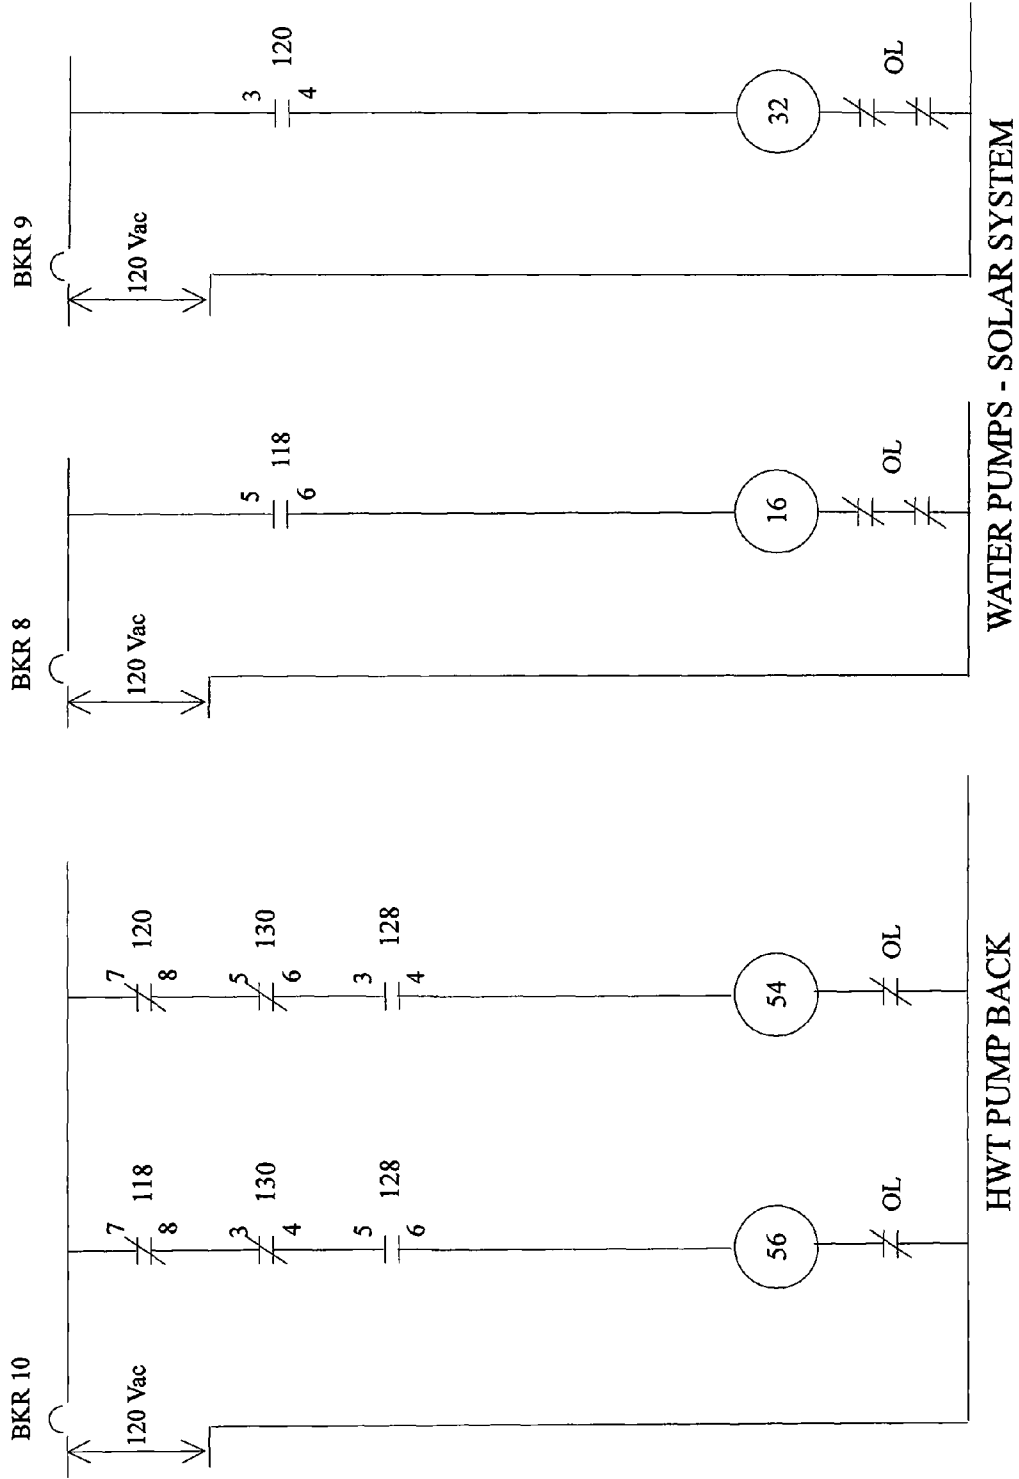 BKR 10
120 Vac
7
8
118
3
4
130
5
6
128
56
OL
7
8
120
5
6
130
3
4
128
54
OL
HWT PUMP BACK
BKR 8
120 Vac
5
6
118
16
OL
BKR 9
120 Vac
3
4
120
32
OL
WATER PUMPS - SOLAR SYSTEM